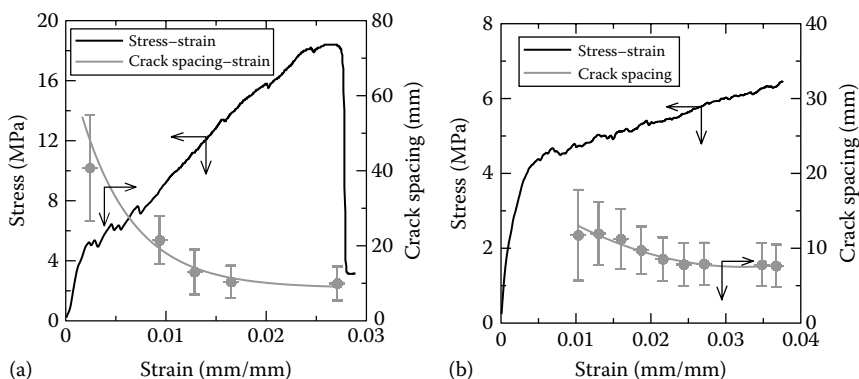 20
16
12
8
4
0
Stress (MPa)
80
60
40
20
0
Crack spacing (mm)
Stress–strain
Crack spacing–strain
0
0.01
0.02
0.03
Strain (mm/mm)
(a)
8
6
4
2
0
Stress (MPa)
40
30
20
10
0
Crack spacing (mm)
Stress–strain
Crack spacing
0
0.01
0.02
0.03
0.04
Strain (mm/mm)
(b)